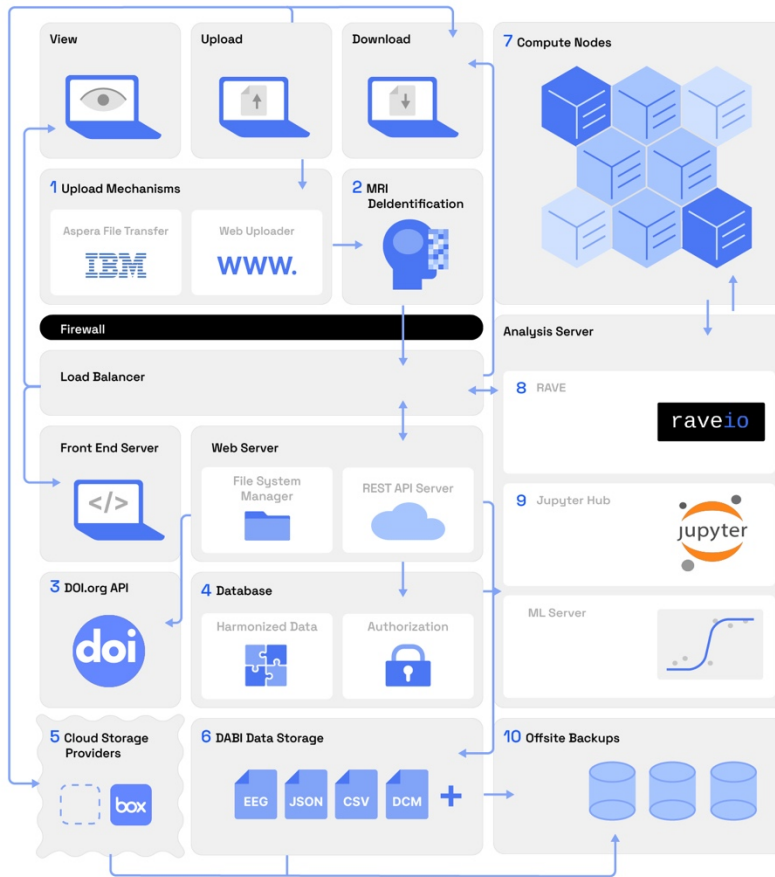 View
Upload
Download
7 Compute Nodes
1 Upload Mechanisms
Aspera File Transfer
IBM
Web Uploader
WWW.
2 MRI
DeIdentification
Firewall
Load Balancer
Analysis Server
8 RAVE
raveio
9 Jupyter Hub
jupyter
ML Server
Front End Server
</>
Web Server
File System
Manager
REST API Server
3 DOI.org API
doi
4 Database
Harmonized Data
Authorization
5 Cloud Storage
Providers
box
6 DABI Data Storage
EEG
JSON
CSV
DCM
+
10 Offsite Backups